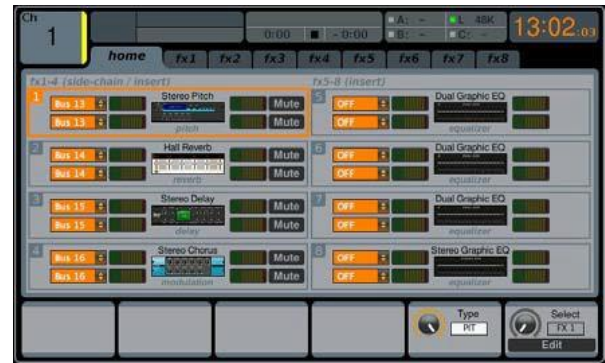 Ch
1
0:00 - 0:00
A: -
B: -
L 48K
C: -
13:02:03
home fx1 fx2 fx3 fx4 fx5 fx6 fx7 fx8
fx1-4 (side-chain / insert) fx5-8 (insert)
1 Bus 13 Stereo Pitch Mute
Bus 13 Mute
pitch
5 OFF Dual Graphic EQ
OFF
equalizer
2 Bus 14 Hall Reverb Mute
Bus 14 Mute
reverb
6 OFF Dual Graphic EQ
OFF
equalizer
3 Bus 15 Stereo Delay Mute
Bus 15 Mute
delay
7 OFF Dual Graphic EQ
OFF
equalizer
4 Bus 16 Stereo Chorus Mute
Bus 16 Mute
modulation
8 OFF Stereo Graphic EQ
OFF
equalizer
Type
PIT
Select
FX 1
Edit